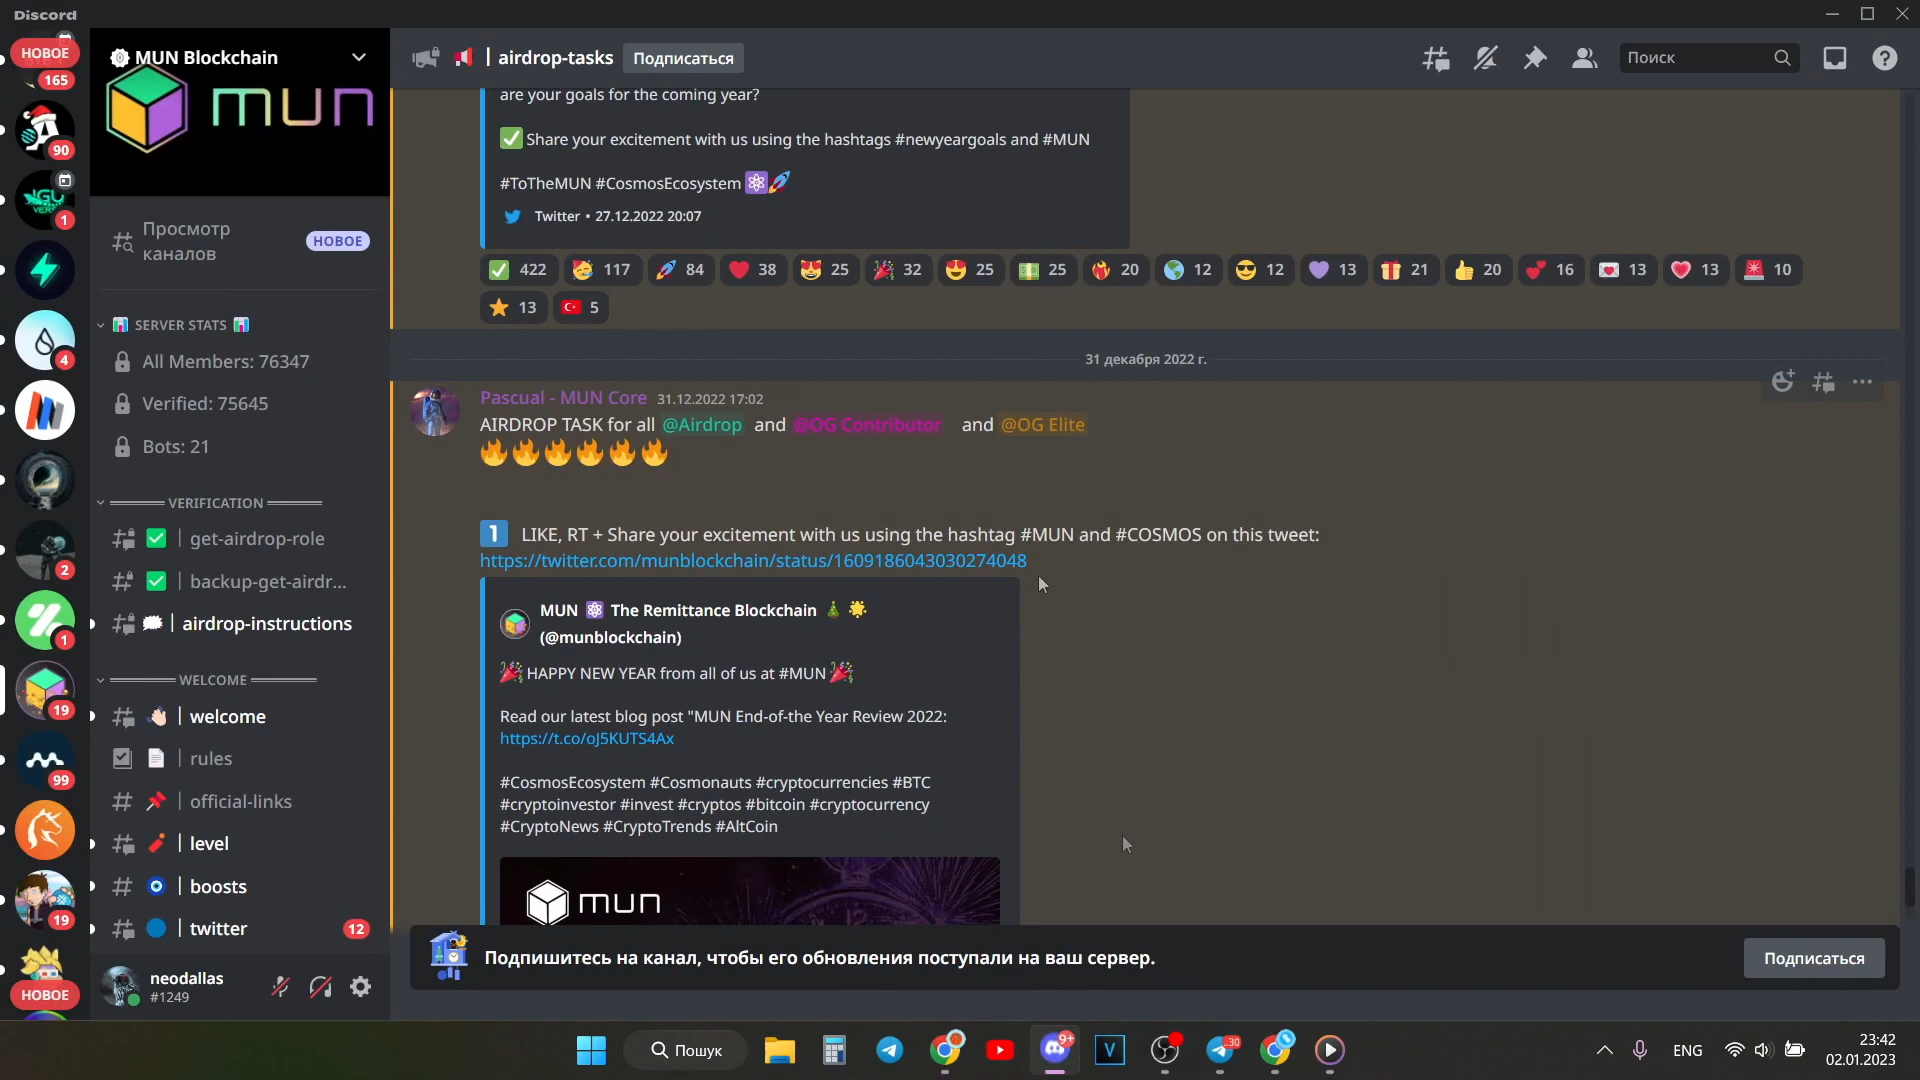 Discord
НОВОЕ
165
90
1
4
2
1
19
99
19
НОВОЕ
MUN Blockchain
mun
Просмотр
каналов
НОВОЕ
SERVER STATS
All Members: 76347
Verified: 75645
Bots: 21
VERIFICATION
get-airdrop-role
backup-get-airdr...
airdrop-instructions
WELCOME
welcome
rules
official-links
level
boosts
twitter
12
neodallas
#1249
| airdrop-tasks
Подписаться
Поиск
are your goals for the coming year?
✅ Share your excitement with us using the hashtags #newyeargoals and #MUN
#ToTheMUN #CosmosEcosystem ⚛🚀
Twitter • 27.12.2022 20:07
422 117 84 38 25 32 25 25 20 12 12 13 21 20 16 13 13 10
13 5
31 декабря 2022 г.
Pascual - MUN Core 31.12.2022 17:02
AIRDROP TASK for all @Airdrop and @OG Contributor and @OG Elite
🔥🔥🔥🔥🔥🔥
1 LIKE, RT + Share your excitement with us using the hashtag #MUN and #COSMOS on this tweet:
https://twitter.com/munblockchain/status/1609186043030274048
MUN ⚛ The Remittance Blockchain 🎄 🌟
(@munblockchain)
🎉HAPPY NEW YEAR from all of us at #MUN🎉
Read our latest blog post "MUN End-of-the Year Review 2022:
https://t.co/oJ5KUTS4Ax
#CosmosEcosystem #Cosmonauts #cryptocurrencies #BTC
#cryptoinvestor #invest #cryptos #bitcoin #cryptocurrency
#CryptoNews #CryptoTrends #AltCoin
mun
Подпишитесь на канал, чтобы его обновления поступали на ваш сервер.
Подписаться
Пошук
9+
V
30
ENG
23:42
02.01.2023